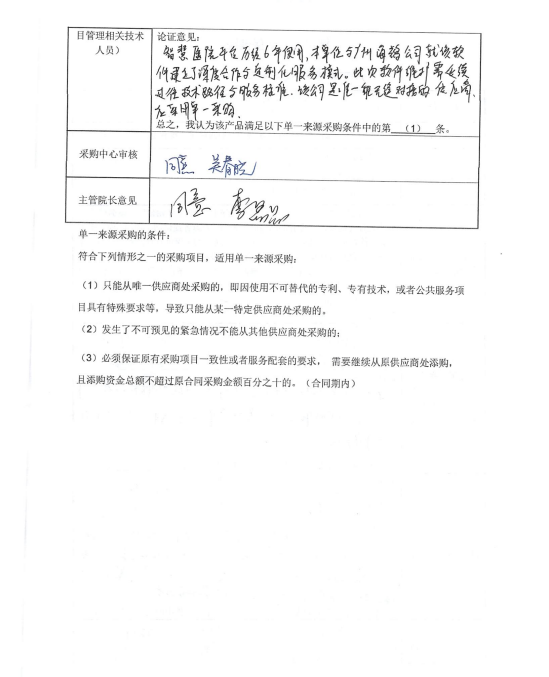 目管理相关技术
人员）
论证意见：
智慧医院平台历经6年使用，本单位与广州海鹚公司就该软
件建立了深度合作与定制化服务模式。此次软件维护需延续
过往技术路径与服务标准，该公司是唯一能无缝对接的供应商，
应采用单一采购。
总之，我认为该产品满足以下单一来源采购条件中的第（1）条。
采购中心审核
同意
主管院长意见
同意 李
单一来源采购的条件：
符合下列情形之一的采购项目，适用单一来源采购：
（1）只能从唯一供应商处采购的，即因使用不可替代的专利、专有技术，或者公共服务项
目具有特殊要求等，导致只能从某一特定供应商处采购的。
（2）发生了不可预见的紧急情况不能从其他供应商处采购的；
（3）必须保证原有采购项目一致性或者服务配套的要求， 需要继续从原供应商处添购，
且添购资金总额不超过原合同采购金额百分之十的。（合同期内）